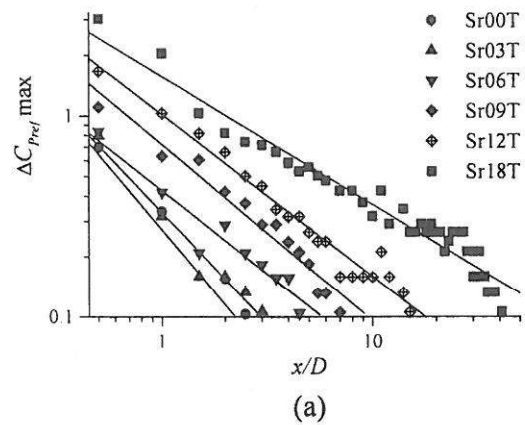 Sr00T
Sr03T
Sr06T
Sr09T
Sr12T
Sr18T
ΔC_Pref max
1
0.1
1
10
x/D
(a)